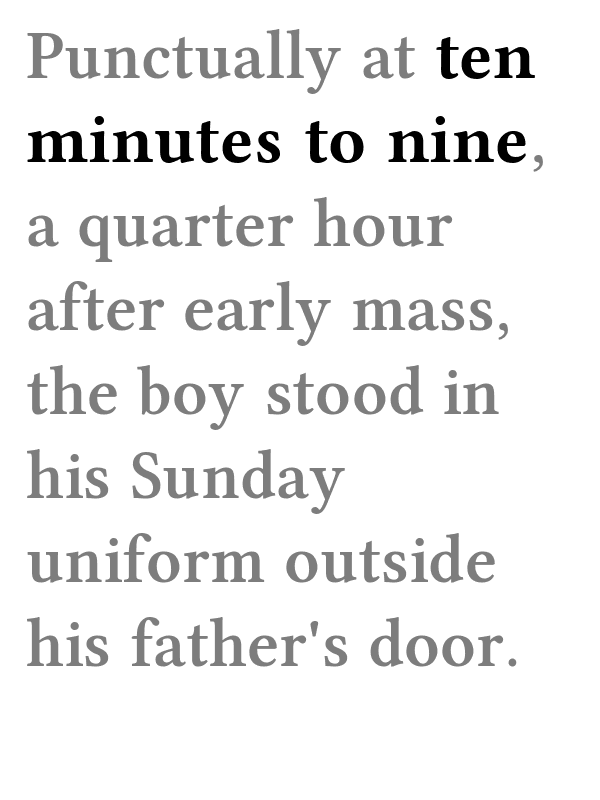 Punctually at ten
minutes to nine,
a quarter hour
after early mass,
the boy stood in
his Sunday
uniform outside
his father's door.